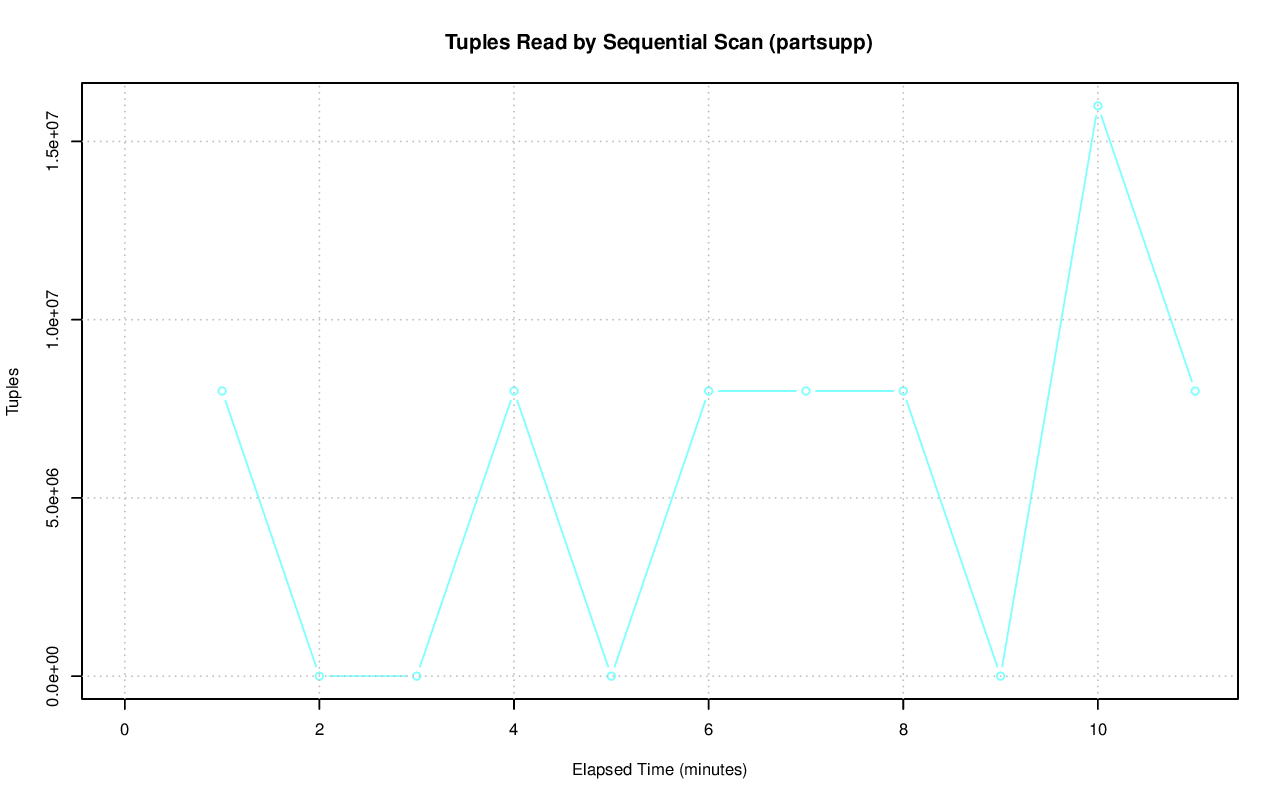 Tuples Read by Sequential Scan (partsupp)
Tuples
1.5e+07
1.0e+07
5.0e+06
0.0e+00
0 2 4 6 8 10
Elapsed Time (minutes)